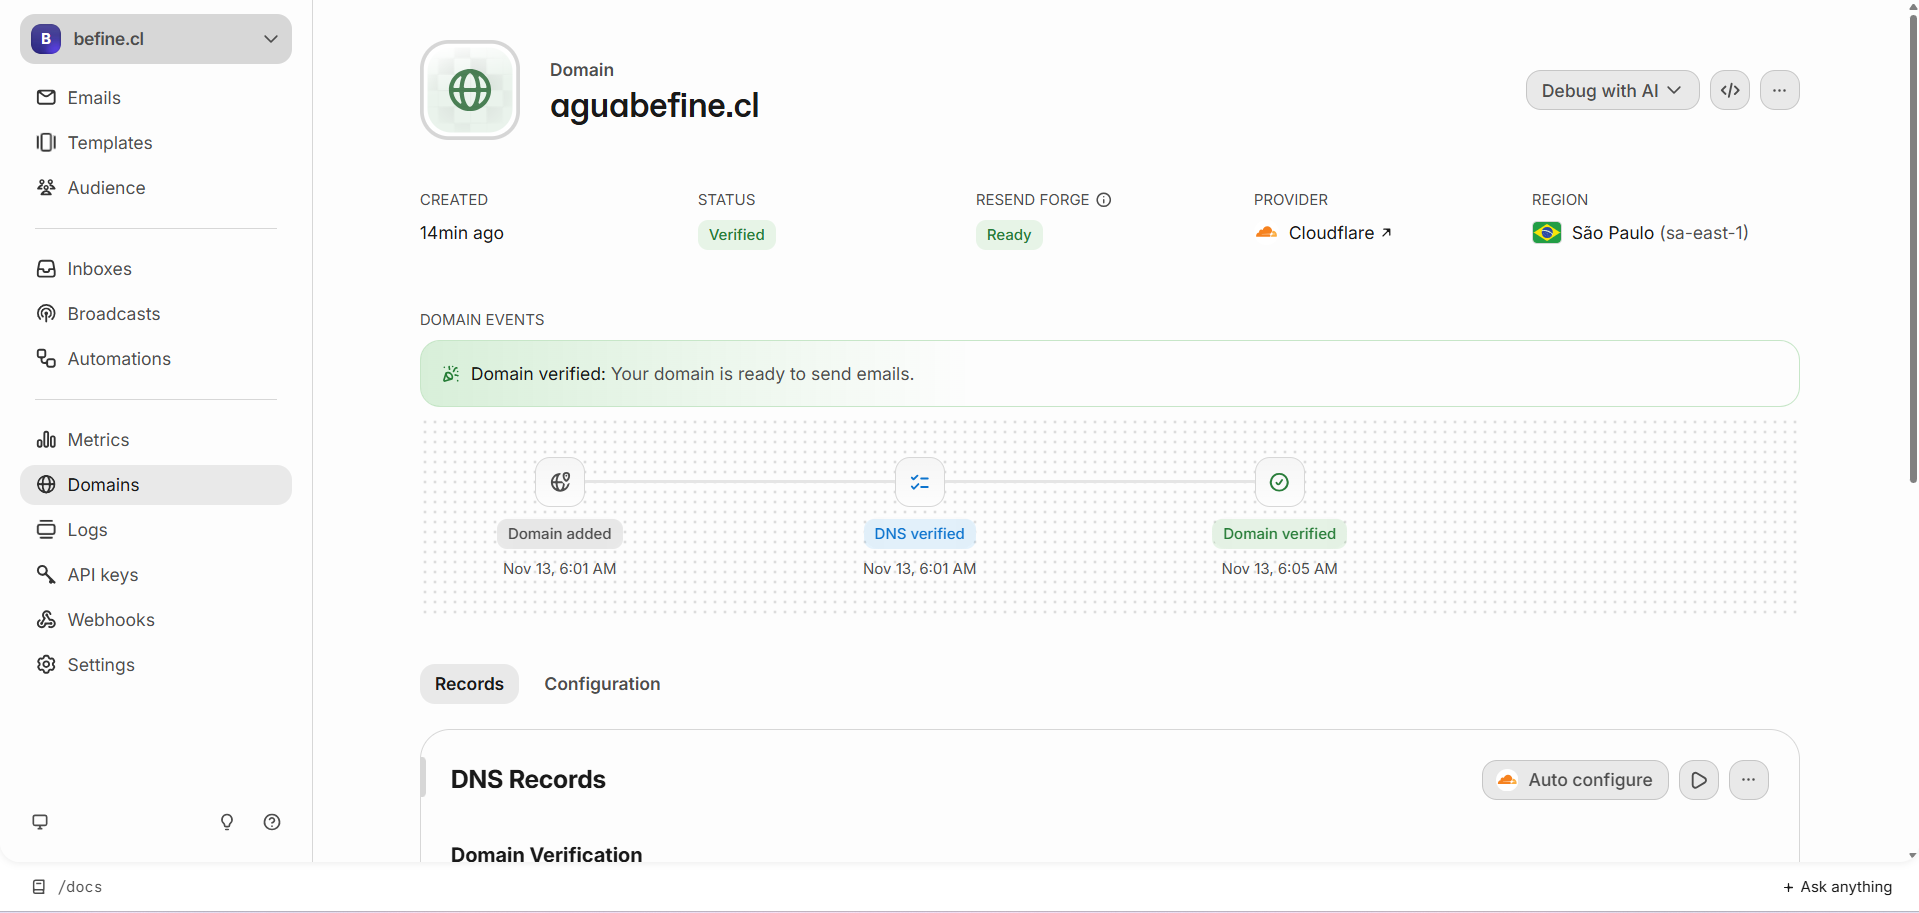 B befine.cl
Emails
Templates
Audience
Inboxes
Broadcasts
Automations
Metrics
Domains
Logs
API keys
Webhooks
Settings
Domain
aguabefine.cl
Debug with AI
CREATED
14min ago
STATUS
Verified
RESEND FORGE
Ready
PROVIDER
Cloudflare
REGION
São Paulo (sa-east-1)
DOMAIN EVENTS
Domain verified: Your domain is ready to send emails.
Domain added
Nov 13, 6:01 AM
DNS verified
Nov 13, 6:01 AM
Domain verified
Nov 13, 6:05 AM
Records
Configuration
DNS Records
Auto configure
Domain Verification
/docs
+ Ask anything